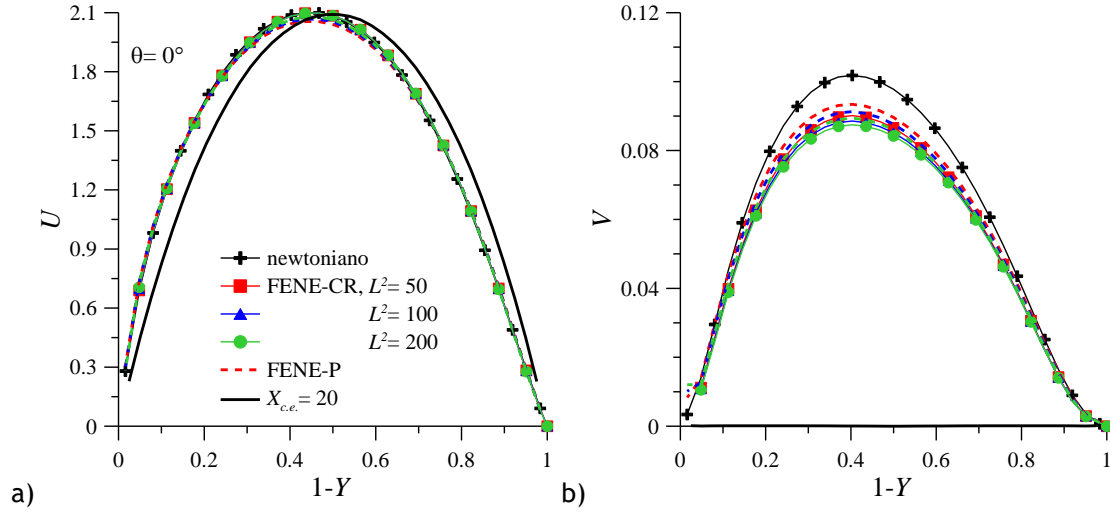 2.1
1.8
1.5
1.2
0.9
0.6
0.3
0
U
θ= 0°
newtoniano
FENE-CR, L²= 50
L²= 100
L²= 200
FENE-P
X_c.e.= 20
0 0.2 0.4 0.6 0.8 1
1-Y
a)
0.12
0.08
0.04
0
V
0 0.2 0.4 0.6 0.8 1
1-Y
b)